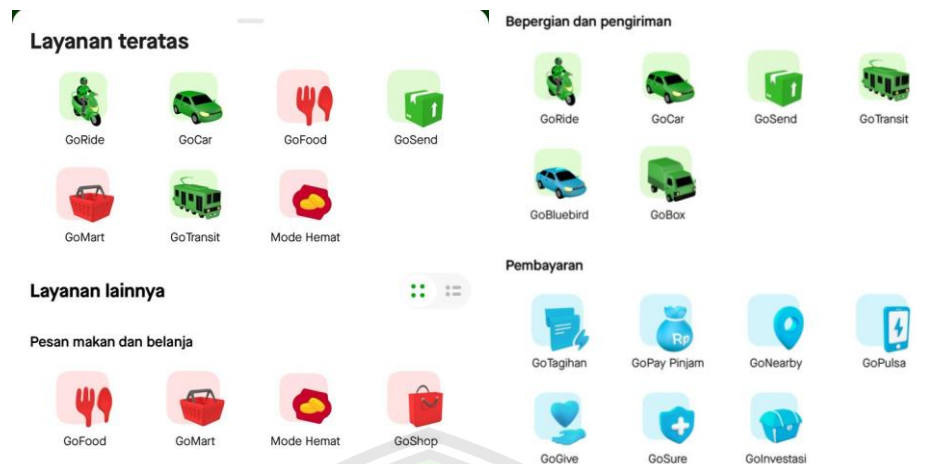 Layanan teratas
GoRide GoCar GoFood GoSend
GoMart GoTransit Mode Hemat
Layanan lainnya
Pesan makan dan belanja
GoFood GoMart Mode Hemat GoShop
Bepergian dan pengiriman
GoRide GoCar GoSend GoTransit
GoBluebird GoBox
Pembayaran
Rp
GoTagihan GoPay Pinjam GoNearby GoPulsa
GoGive GoSure GoInvestasi